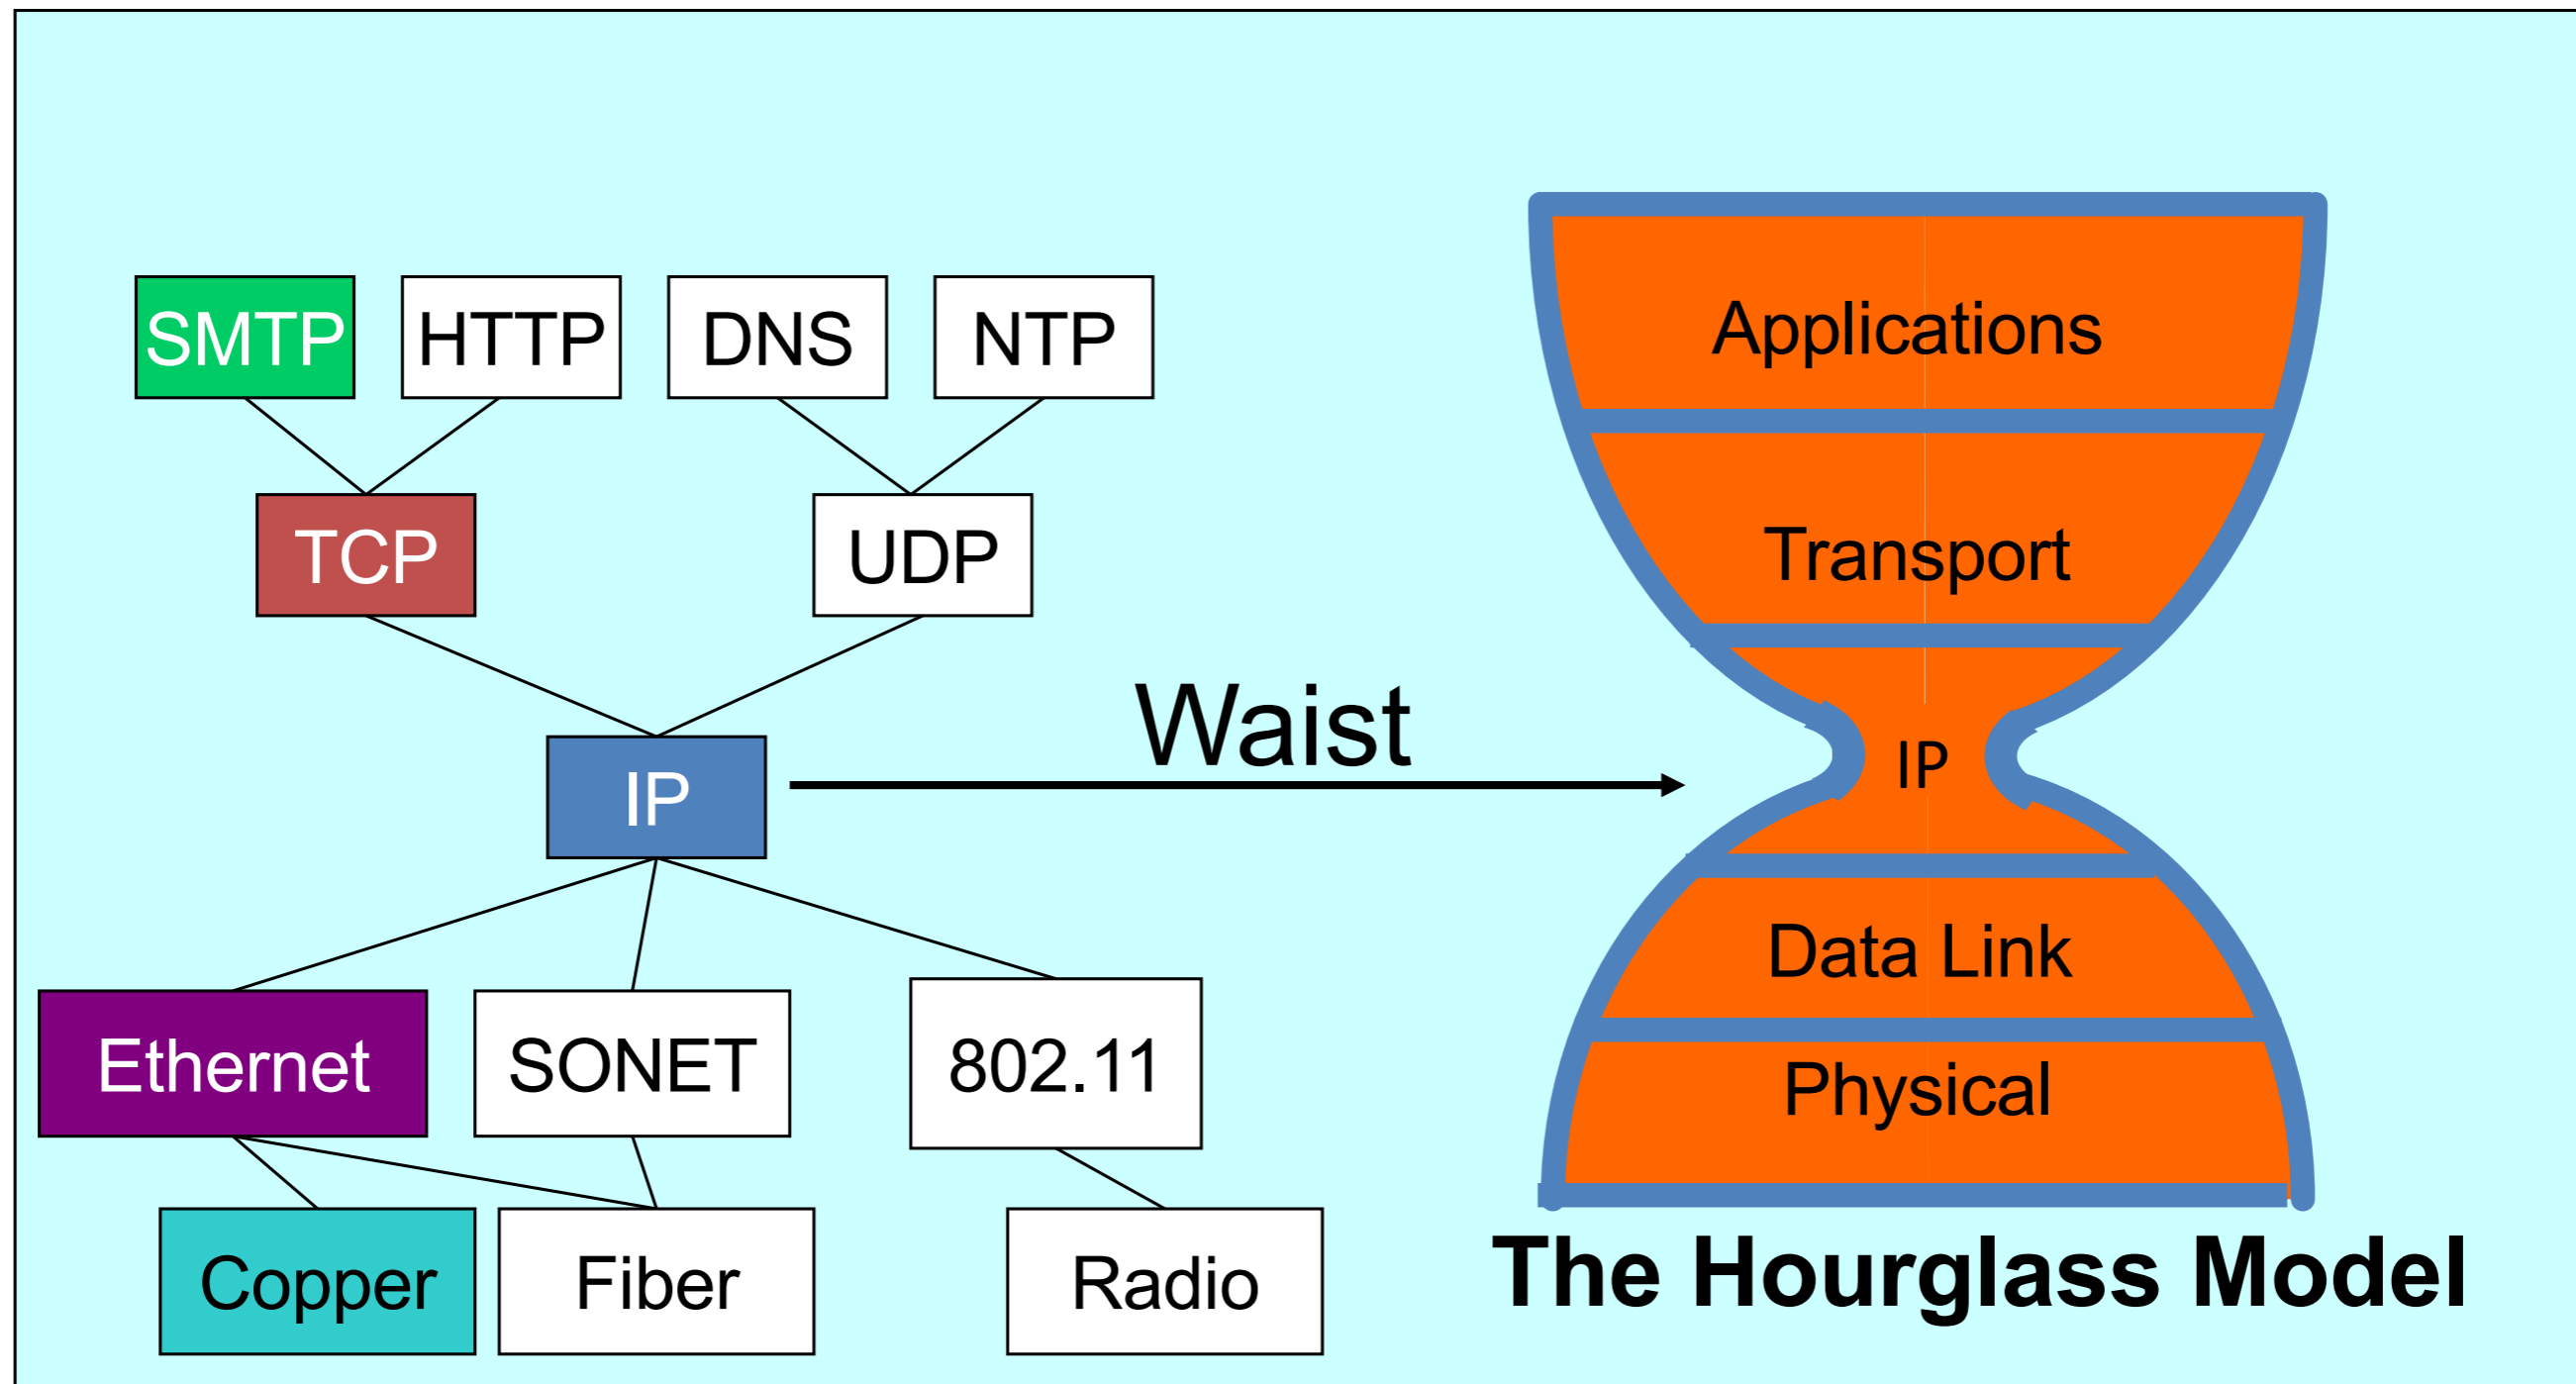 SMTP
HTTP
DNS
NTP
TCP
UDP
IP
Ethernet
SONET
802.11
Copper
Fiber
Radio
Waist
Applications
Transport
IP
Data Link
Physical
The Hourglass Model